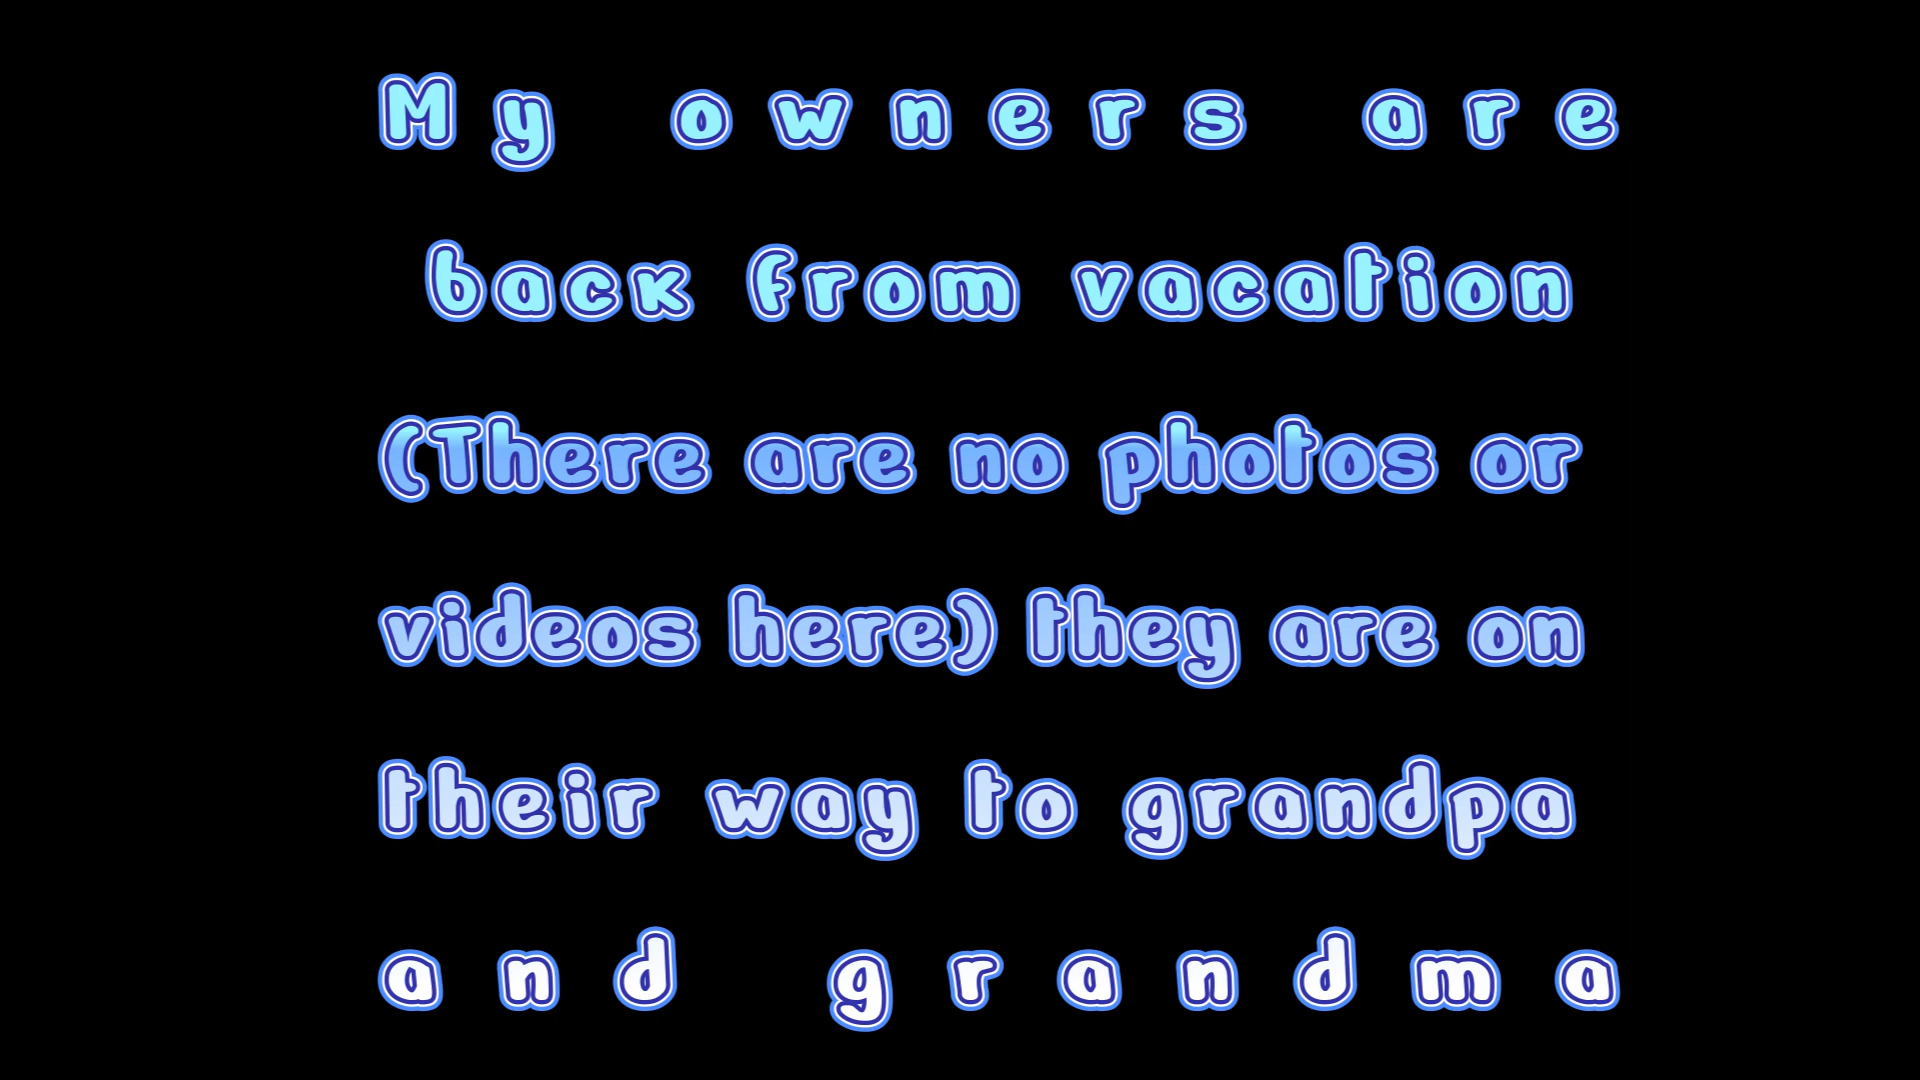 My owners are
back from vacation
(There are no photos or
videos here) they are on
their way to grandpa
and grandma